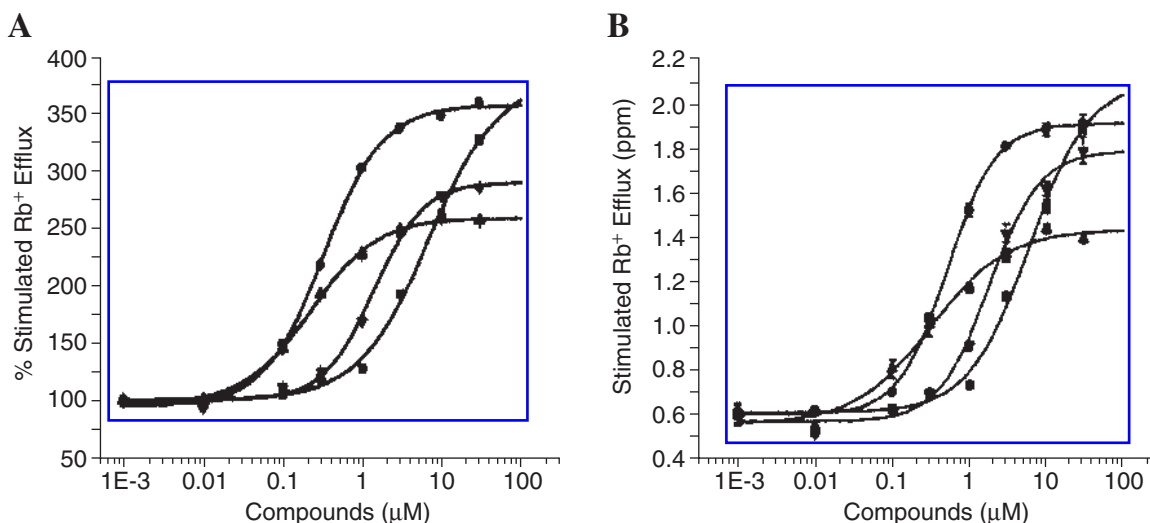 A
% Stimulated Rb⁺ Efflux
400
350
300
250
200
150
100
50
1E-3 0.01 0.1 1 10 100
Compounds (μM)
B
Stimulated Rb⁺ Efflux (ppm)
2.2
2.0
1.8
1.6
1.4
1.2
1.0
0.8
0.6
0.4
1E-3 0.01 0.1 1 10 100
Compounds (μM)